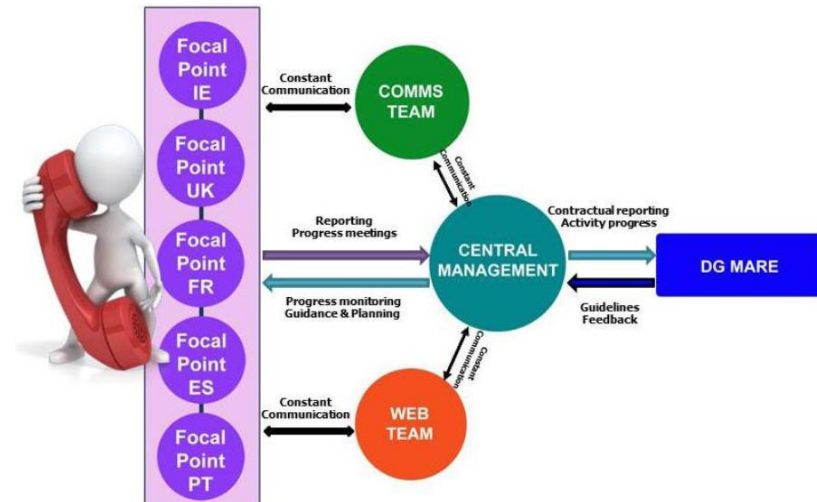 Focal
Point
IE
Focal
Point
UK
Focal
Point
FR
Focal
Point
ES
Focal
Point
PT
Constant
Communication
COMMS
TEAM
Constant
Communication
Reporting
Progress meetings
Progress monitoring
Guidance & Planning
CENTRAL
MANAGEMENT
Contractual reporting
Activity progress
DG MARE
Guidelines
Feedback
Constant
Communication
Constant
Communication
WEB
TEAM